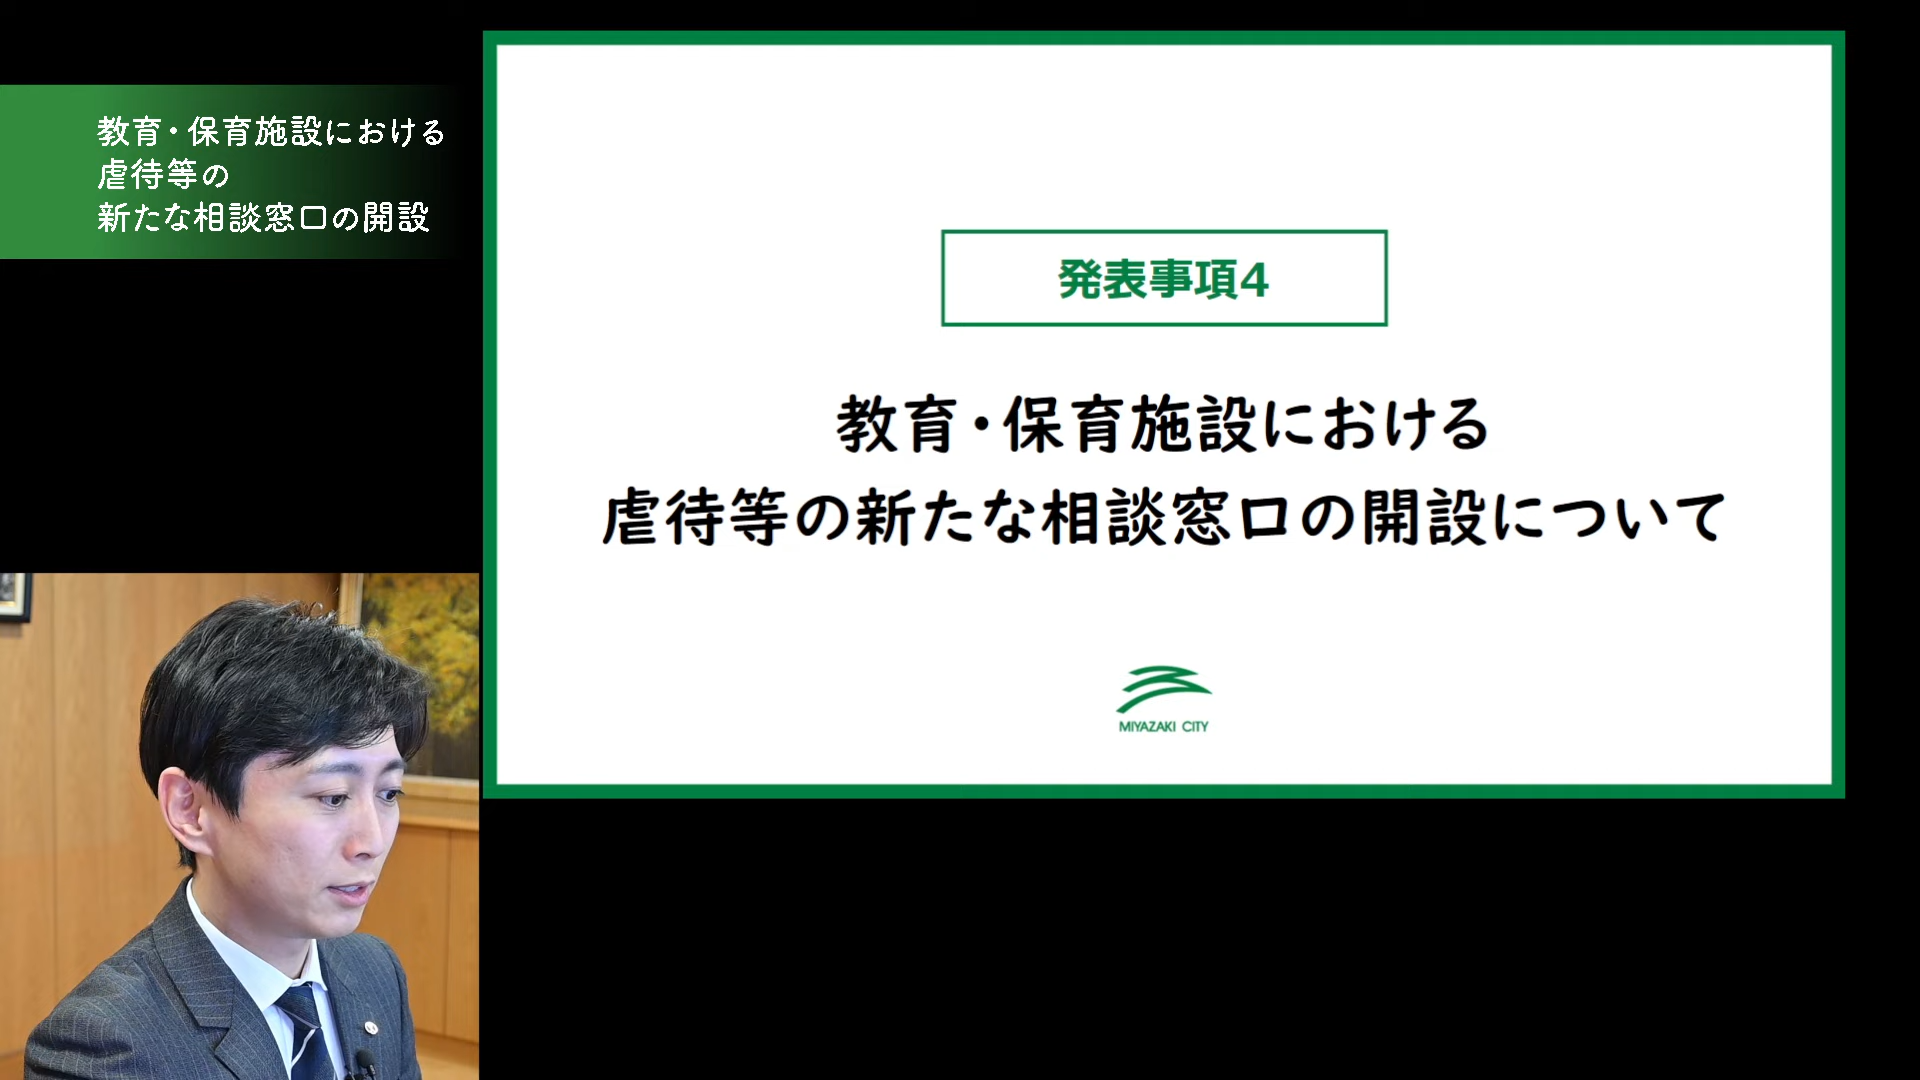 教育・保育施設における
虐待等の
新たな相談窓口の開設
発表事項4
教育・保育施設における
虐待等の新たな相談窓口の開設について
MIYAZAKI CITY